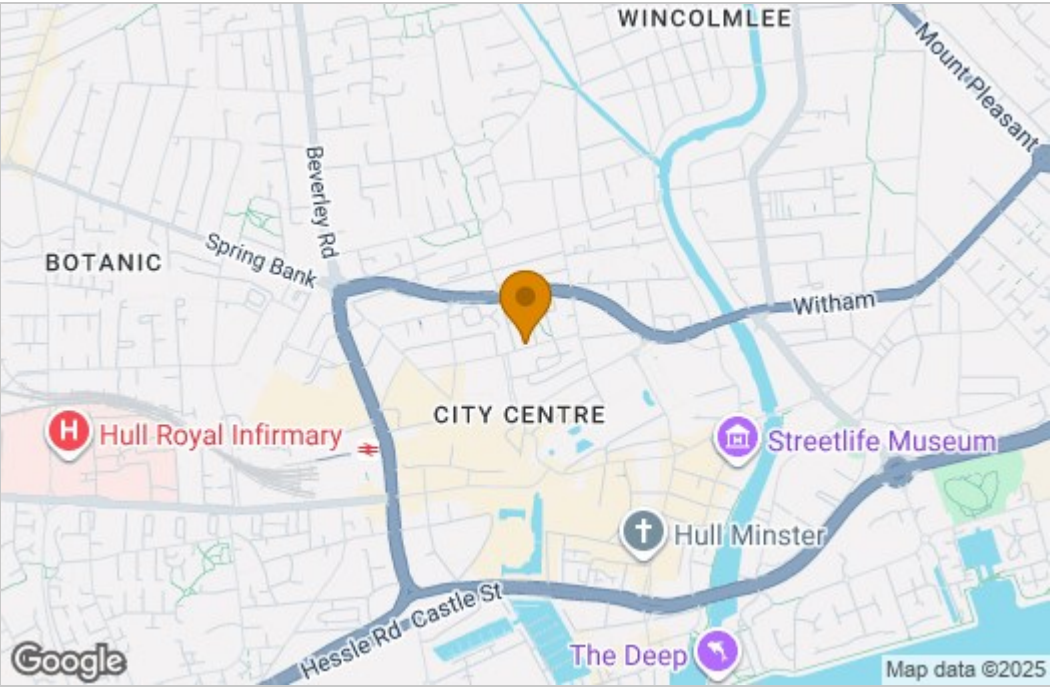 WINCOLMLEE
Mount Pleasant
Beverley Rd
Spring Bank
BOTANIC
Witham
CITY CENTRE
H
Hull Royal Infirmary
Streetlife Museum
M
Hull Minster
Castle St
Hessle Rd
The Deep
Google
Map data ©2025